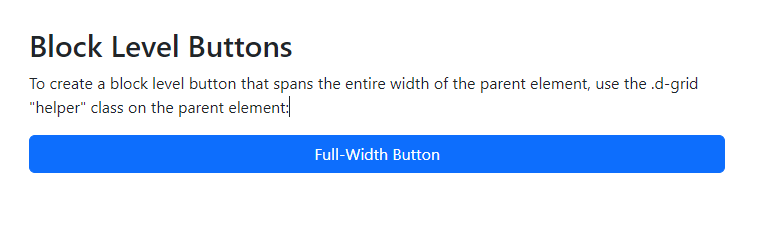 Block Level Buttons
To create a block level button that spans the entire width of the parent element, use the .d-grid
"helper" class on the parent element:
Full-Width Button